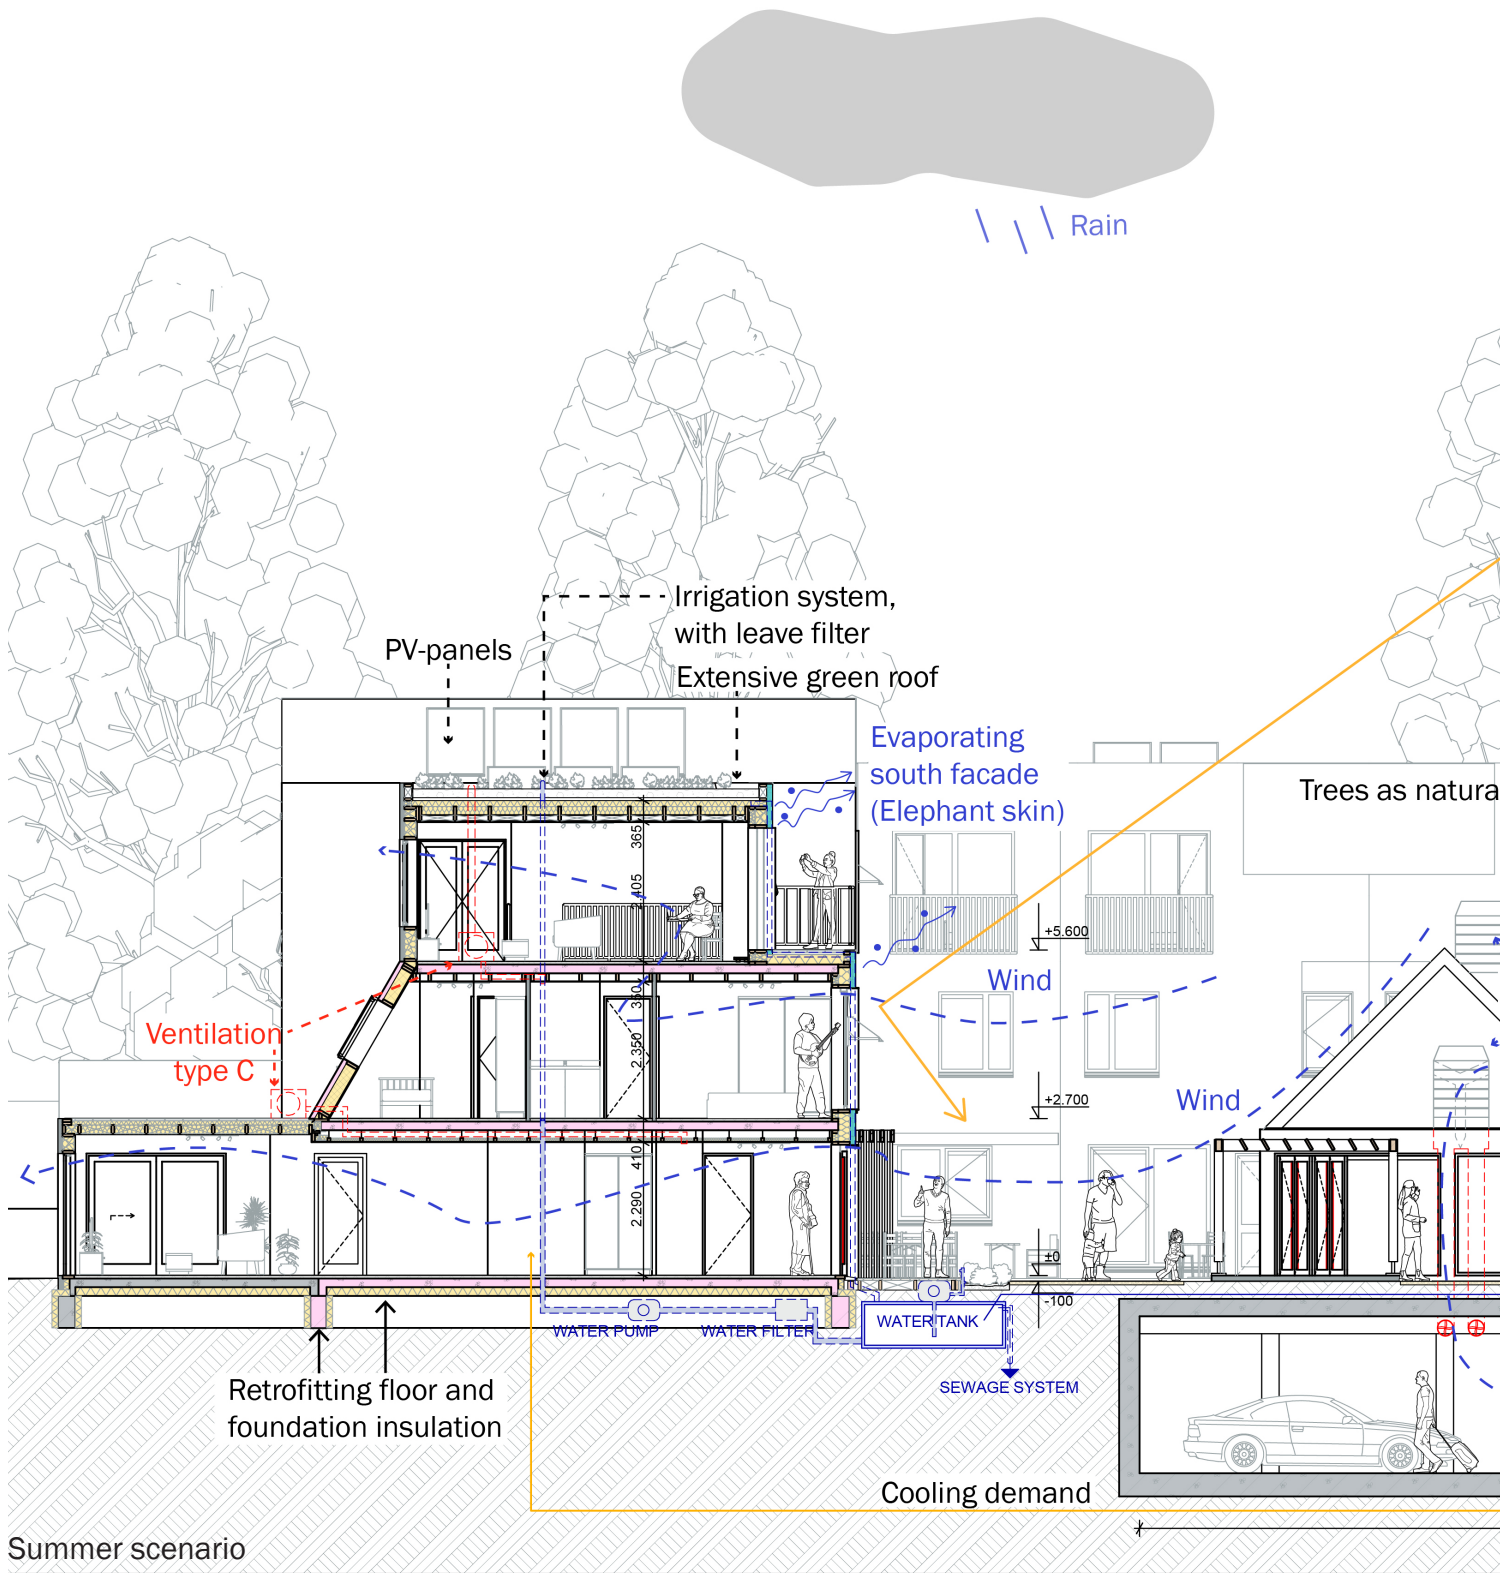 Rain
Irrigation system,
with leave filter
PV-panels
Extensive green roof
Evaporating
south facade
(Elephant skin)
Trees as natura
365
2.405
+5.600
Wind
350
Ventilation
type C
2.350
+2.700
Wind
410
2.290
±0
-100
WATER PUMP
WATER FILTER
WATER TANK
SEWAGE SYSTEM
Retrofitting floor and
foundation insulation
Cooling demand
Summer scenario